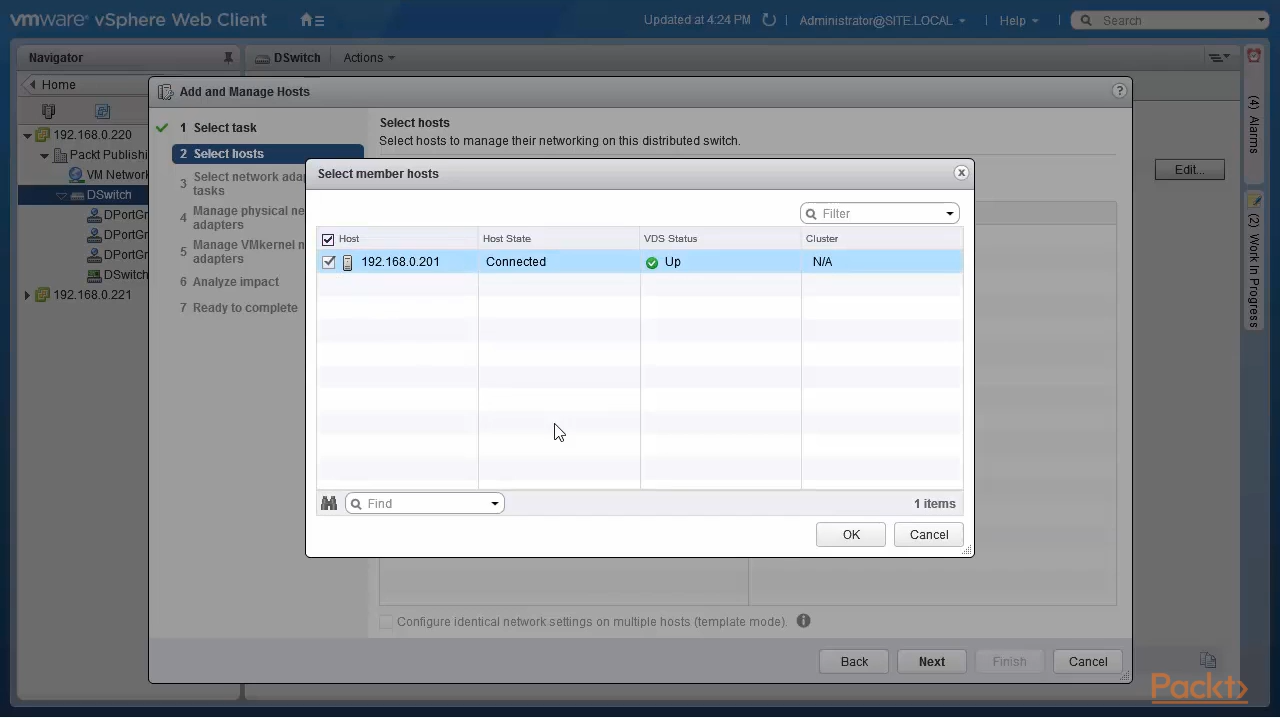 vmware® vSphere Web Client
Updated at 4:24 PM
Administrator@SITE.LOCAL
Help
Search
Navigator
DSwitch
Actions
Home
192.168.0.220
Packt Publishin
VM Network
DSwitch
DPortGr
DPortGr
DPortGr
DSwitch
192.168.0.221
Add and Manage Hosts
?
1 Select task
2 Select hosts
3 Select network adap
tasks
4 Manage physical ne
adapters
5 Manage VMkernel n
adapters
6 Analyze impact
7 Ready to complete
Select hosts
Select hosts to manage their networking on this distributed switch.
Edit...
(4) Alarms
(2) Work In Progress
Select member hosts
Filter
Host
Host State
VDS Status
Cluster
192.168.0.201
Connected
Up
N/A
Find
1 items
OK
Cancel
Configure identical network settings on multiple hosts (template mode).
Back
Next
Finish
Cancel
Packt